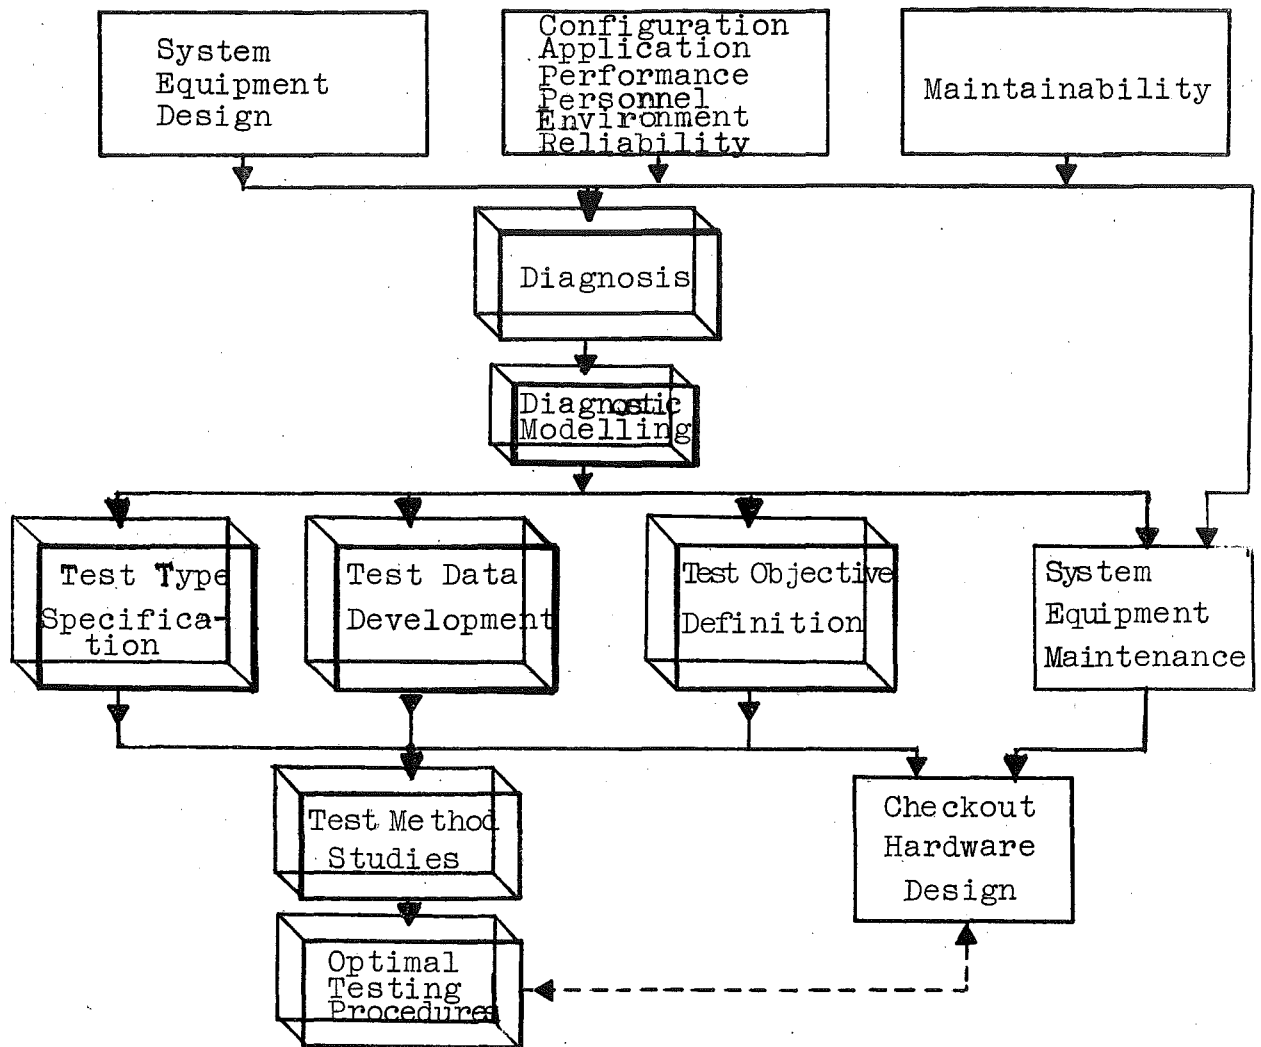 System
Equipment
Design
Configuration
Application
Performance
Personnel
Environment
Reliability
Maintainability
Diagnosis
Diagnostic
Modelling
Test Type
Specifica-
tion
Test Data
Development
Test Objective
Definition
System
Equipment
Maintenance
Test Method
Studies
Checkout
Hardware
Design
Optimal
Testing
Procedures